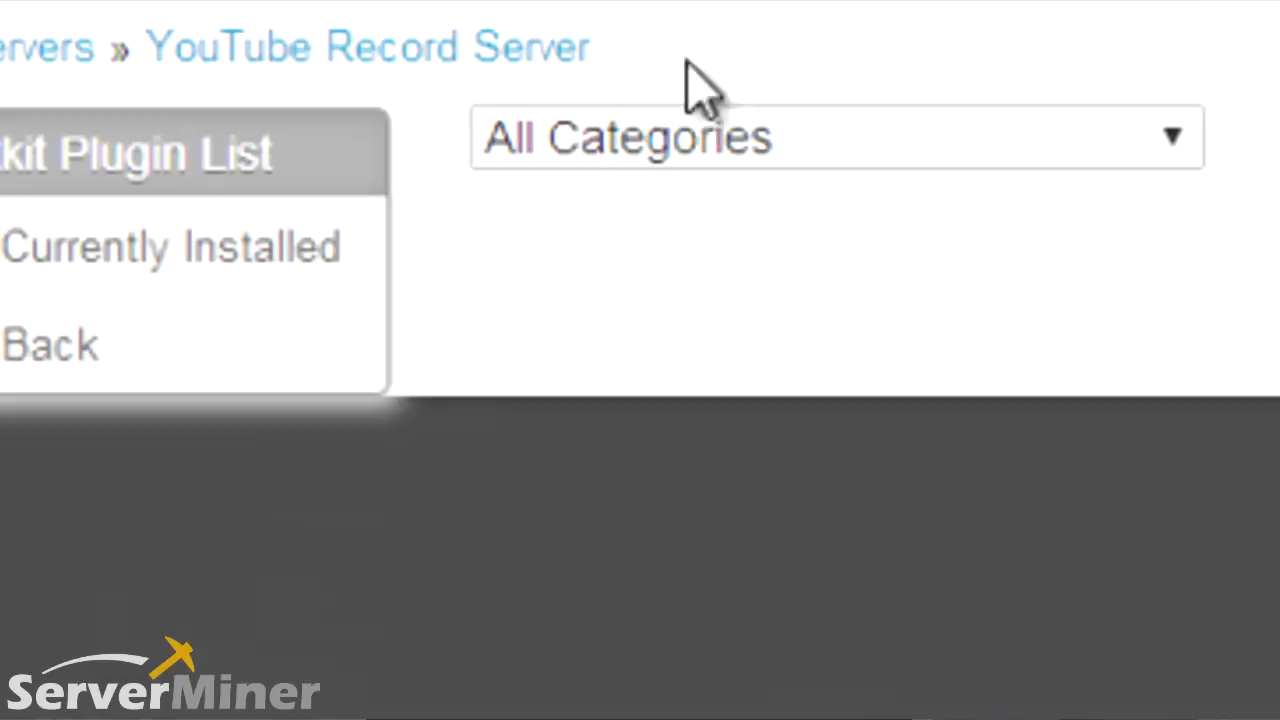 ervers » YouTube Record Server
kit Plugin List
All Categories
Currently Installed
Back
ServerMiner